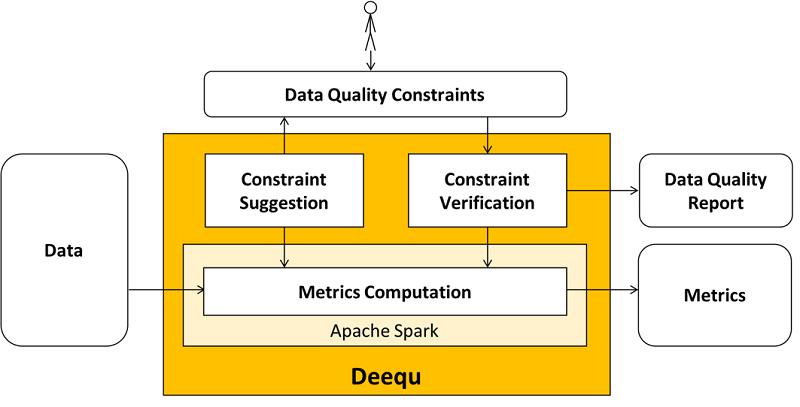 Data Quality Constraints
Constraint
Suggestion
Constraint
Verification
Data Quality
Report
Data
Metrics Computation
Metrics
Apache Spark
Deequ